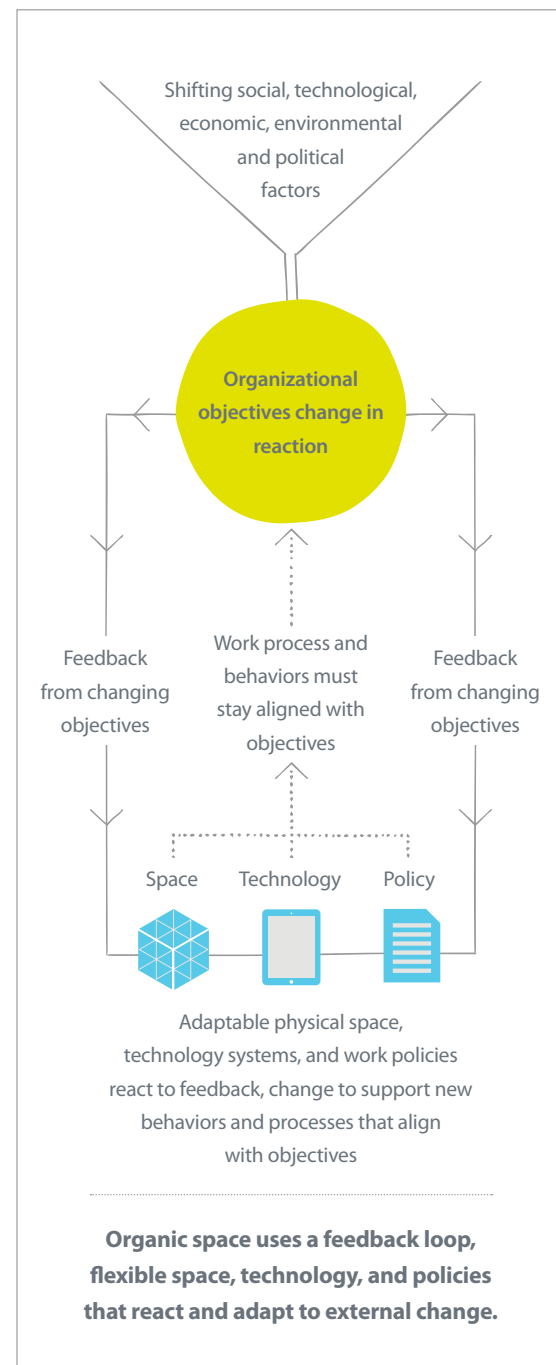 Shifting social, technological,
economic, environmental
and political
factors
Organizational
objectives change in
reaction
Feedback
from changing
objectives
Work process and
behaviors must
stay aligned with
objectives
Feedback
from changing
objectives
Space
Technology
Policy
Adaptable physical space,
technology systems, and work policies
react to feedback, change to support new
behaviors and processes that align
with objectives
Organic space uses a feedback loop,
flexible space, technology, and policies
that react and adapt to external change.